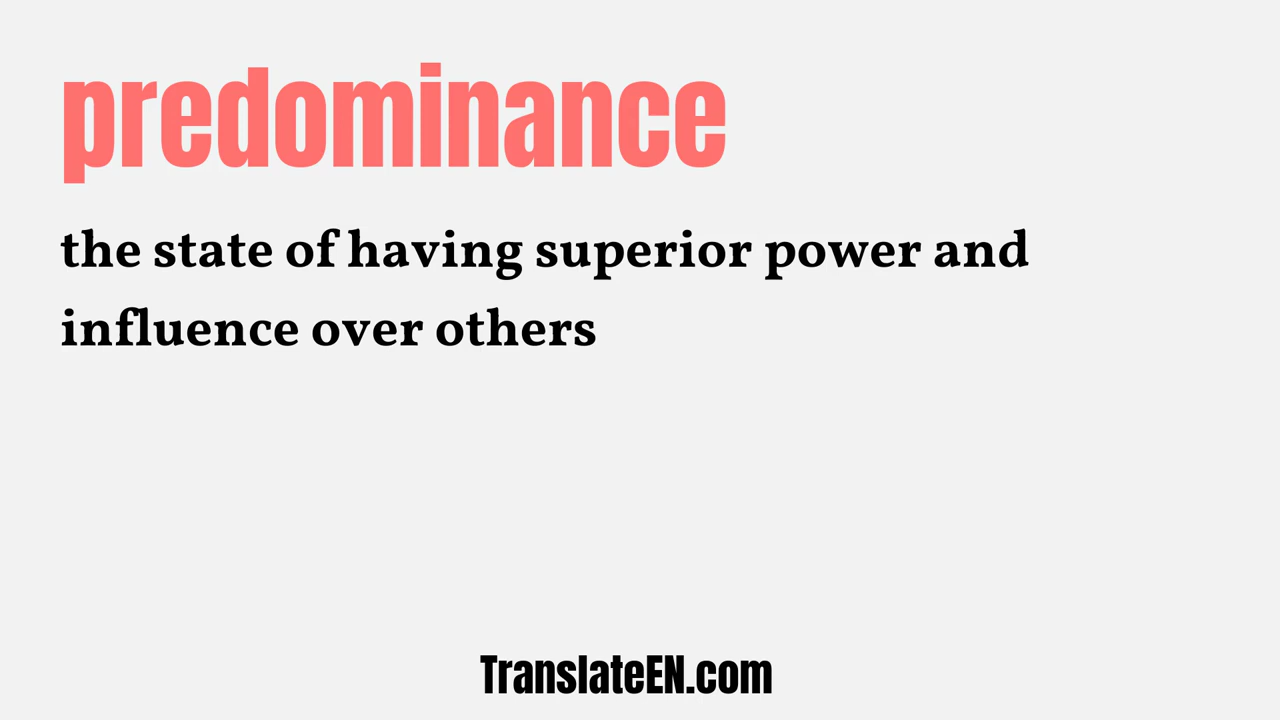 predominance
the state of having superior power and
influence over others
TranslateEN.com